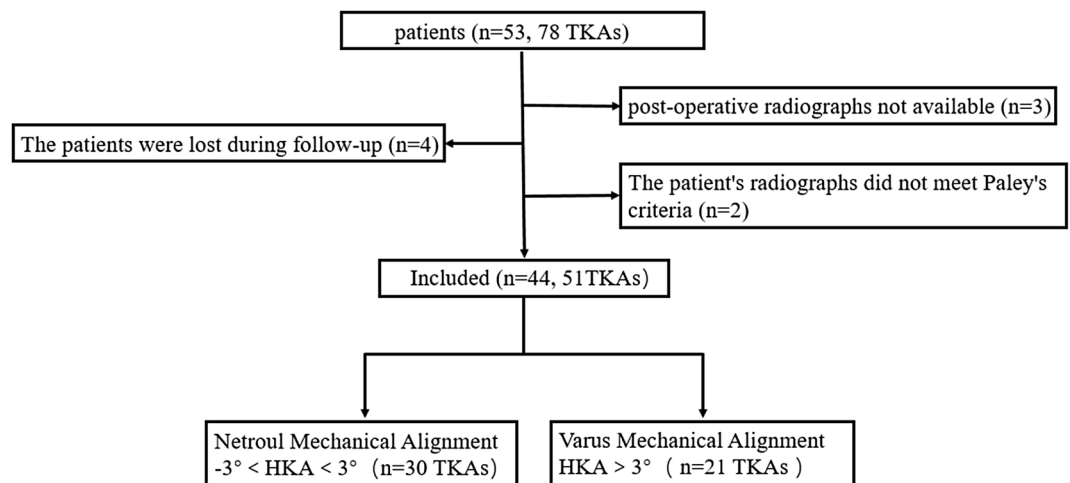 patients (n=53, 78 TKAs)
post-operative radiographs not available (n=3)
The patients were lost during follow-up (n=4)
The patient's radiographs did not meet Paley's
criteria (n=2)
Included (n=44, 51TKAs）
Netroul Mechanical Alignment
-3° < HKA < 3°（n=30 TKAs）
Varus Mechanical Alignment
HKA > 3°（ n=21 TKAs ）